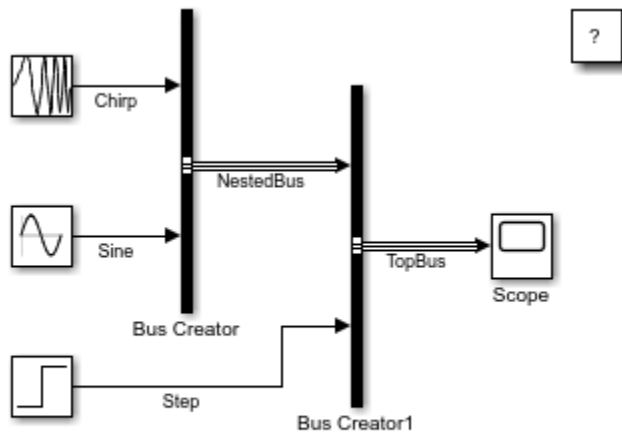 ?
Chirp
NestedBus
Sine
TopBus
Scope
Bus Creator
Step
Bus Creator1